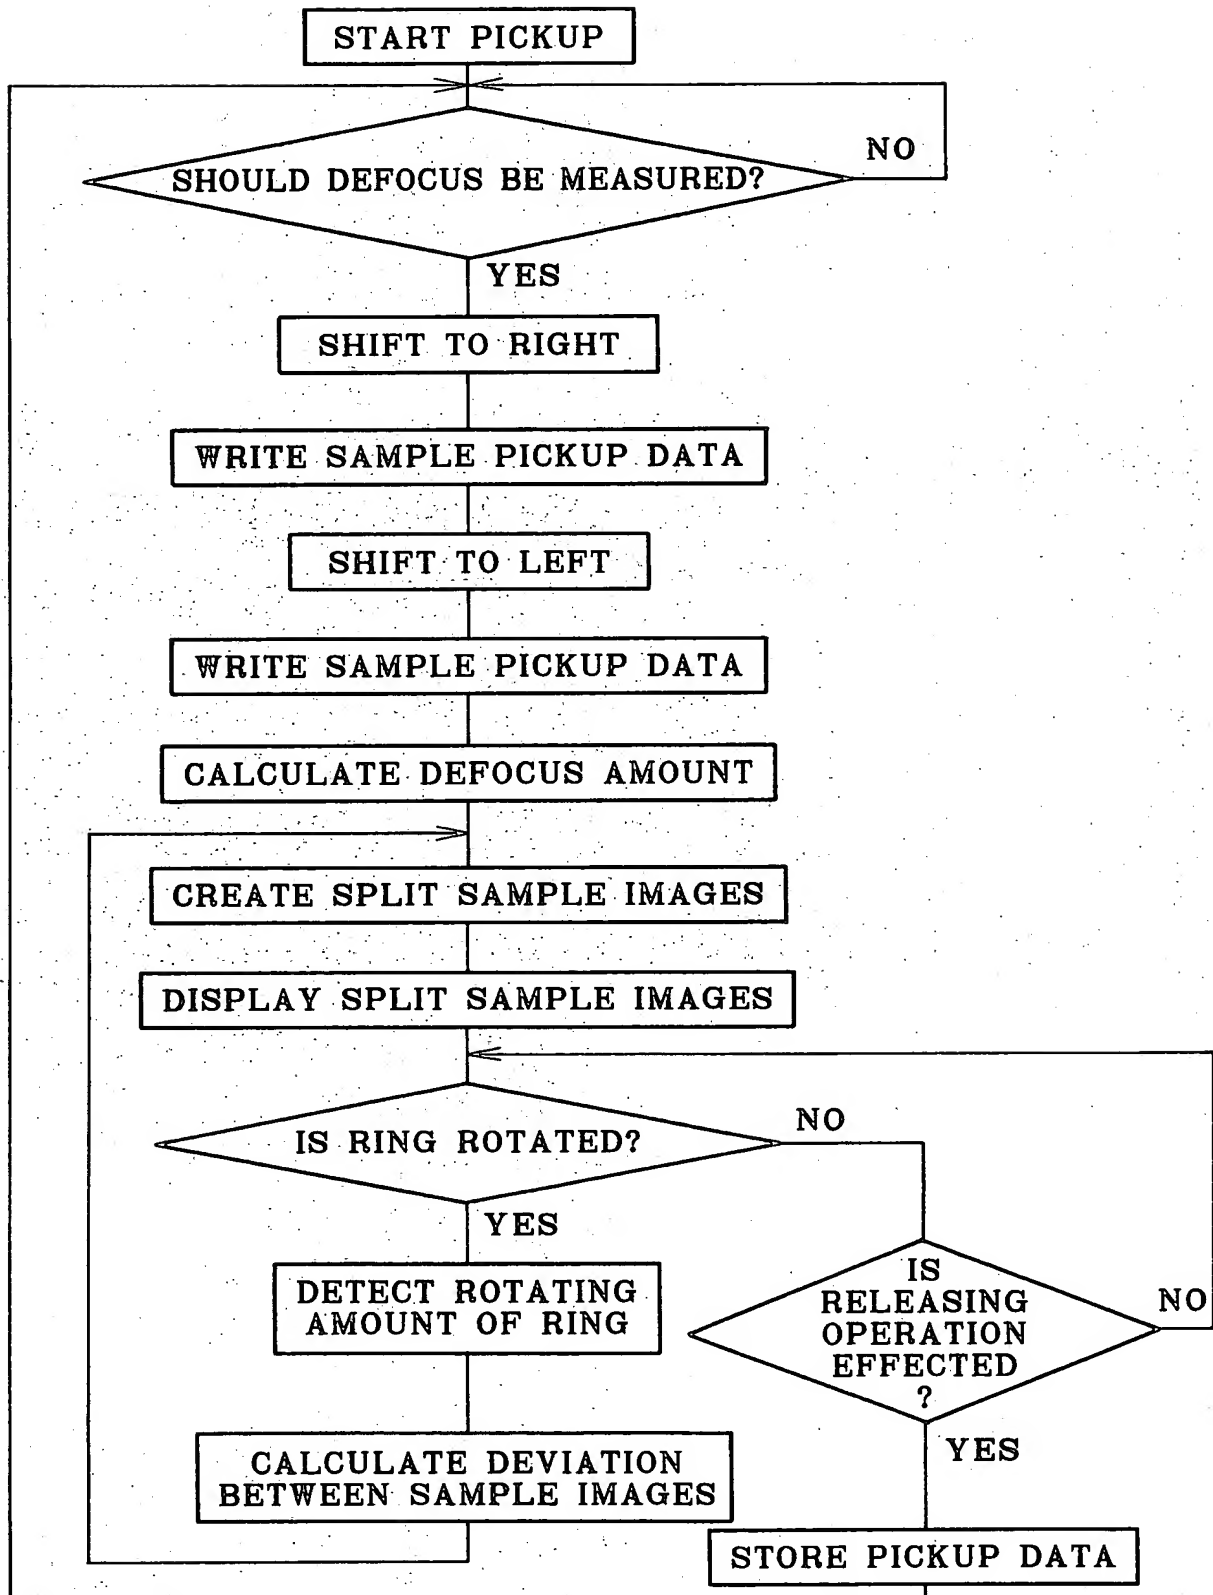 START PICKUP
NO
SHOULD DEFOCUS BE MEASURED?
YES
SHIFT TO RIGHT
WRITE SAMPLE PICKUP DATA
SHIFT TO LEFT
WRITE SAMPLE PICKUP DATA
CALCULATE DEFOCUS AMOUNT
CREATE SPLIT SAMPLE IMAGES
DISPLAY SPLIT SAMPLE IMAGES
IS RING ROTATED?
NO
YES
DETECT ROTATING
AMOUNT OF RING
IS
RELEASING
OPERATION
EFFECTED
?
NO
YES
CALCULATE DEVIATION
BETWEEN SAMPLE IMAGES
STORE PICKUP DATA